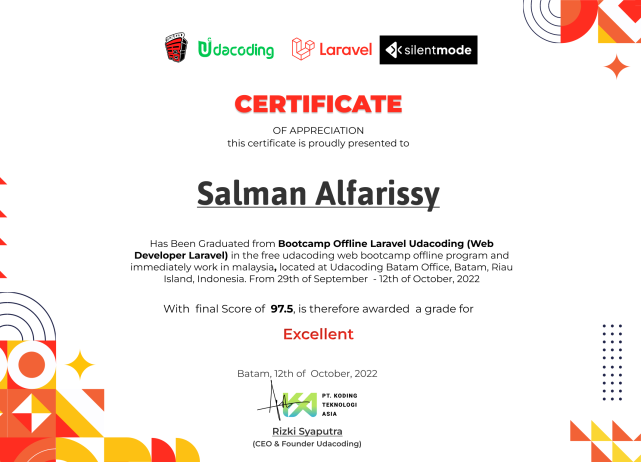 Udacoding Laravel silentmode
CERTIFICATE
OF APPRECIATION
this certificate is proudly presented to
Salman Alfarissy
Has Been Graduated from Bootcamp Offline Laravel Udacoding (Web
Developer Laravel) in the free udacoding web bootcamp offline program and
immediately work in malaysia, located at Udacoding Batam Office, Batam, Riau
Island, Indonesia. From 29th of September - 12th of October, 2022
With final Score of 97.5, is therefore awarded a grade for
Excellent
Batam, 12th of October, 2022
PT. KODING
TEKNOLOGI
ASIA
Rizki Syaputra
(CEO & Founder Udacoding)